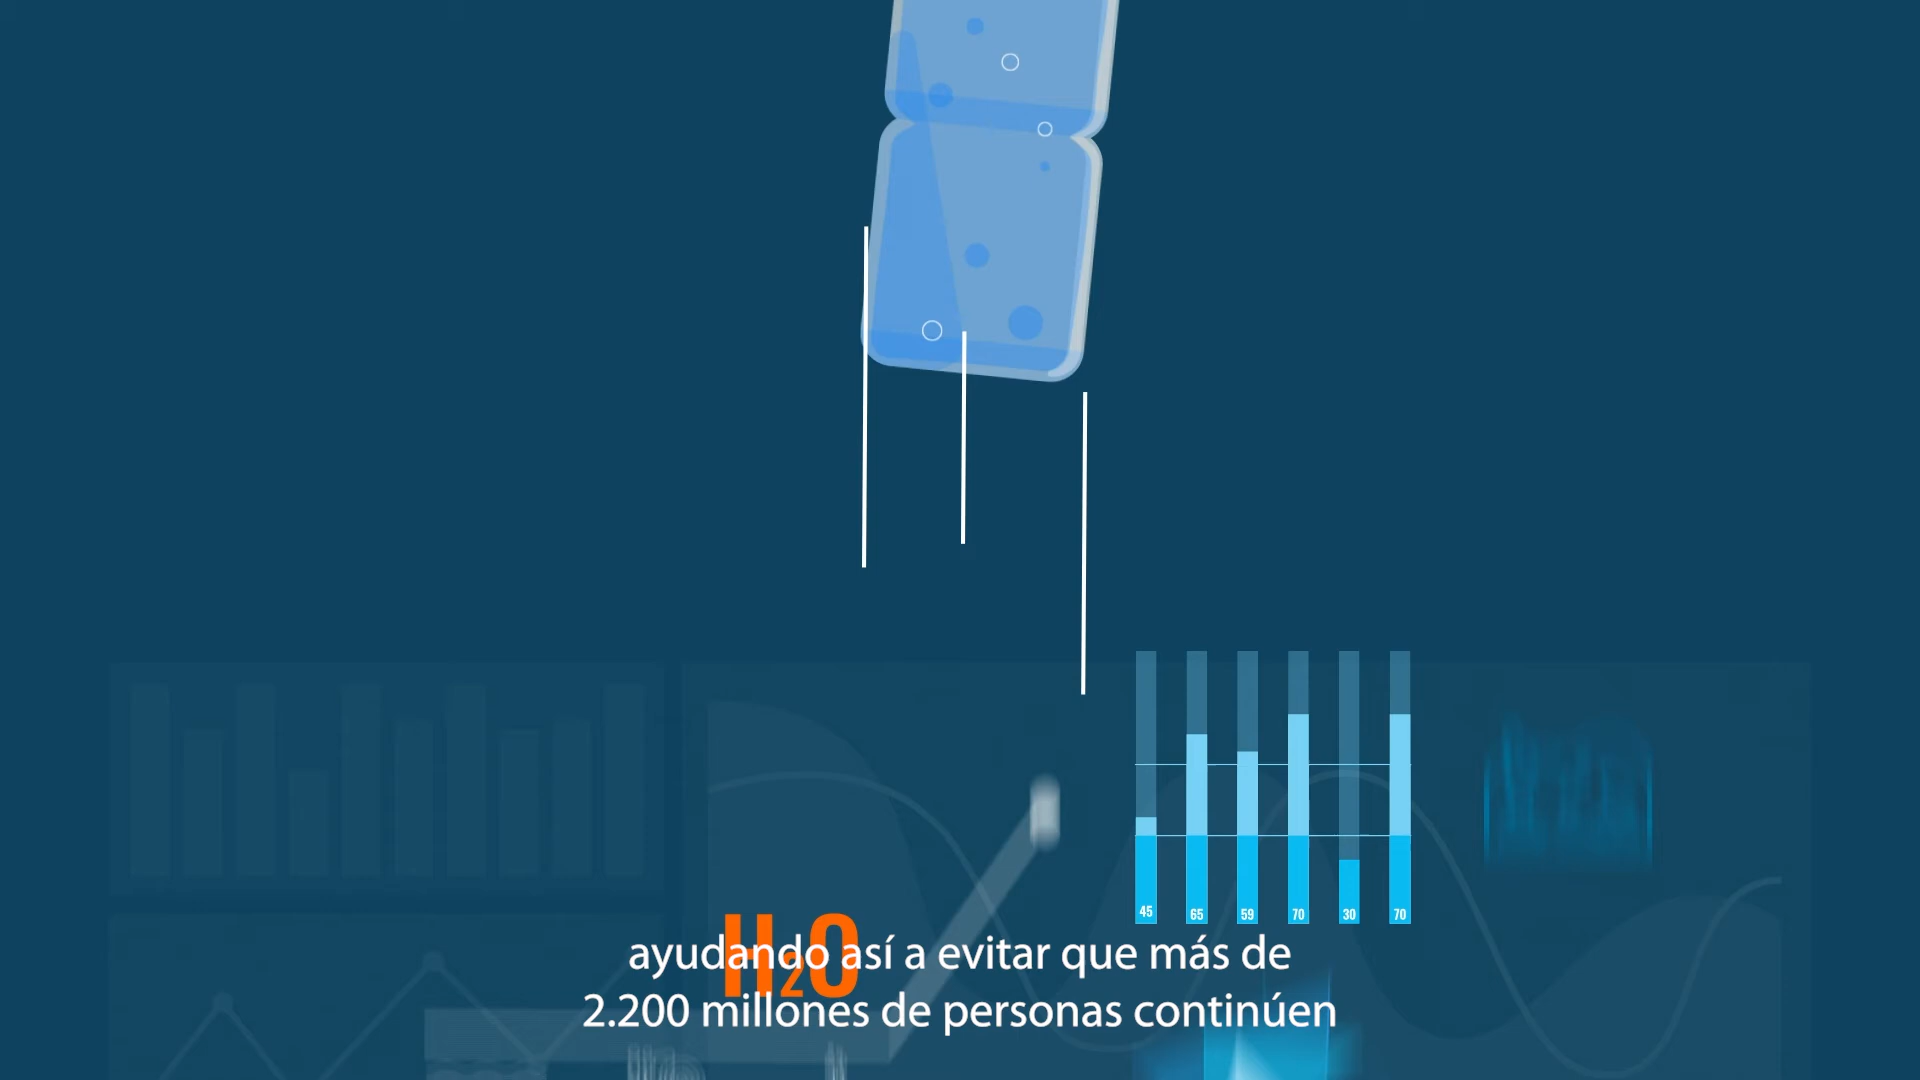 45 65 59 70 30 70
H₂O
ayudando así a evitar que más de
2.200 millones de personas continúen